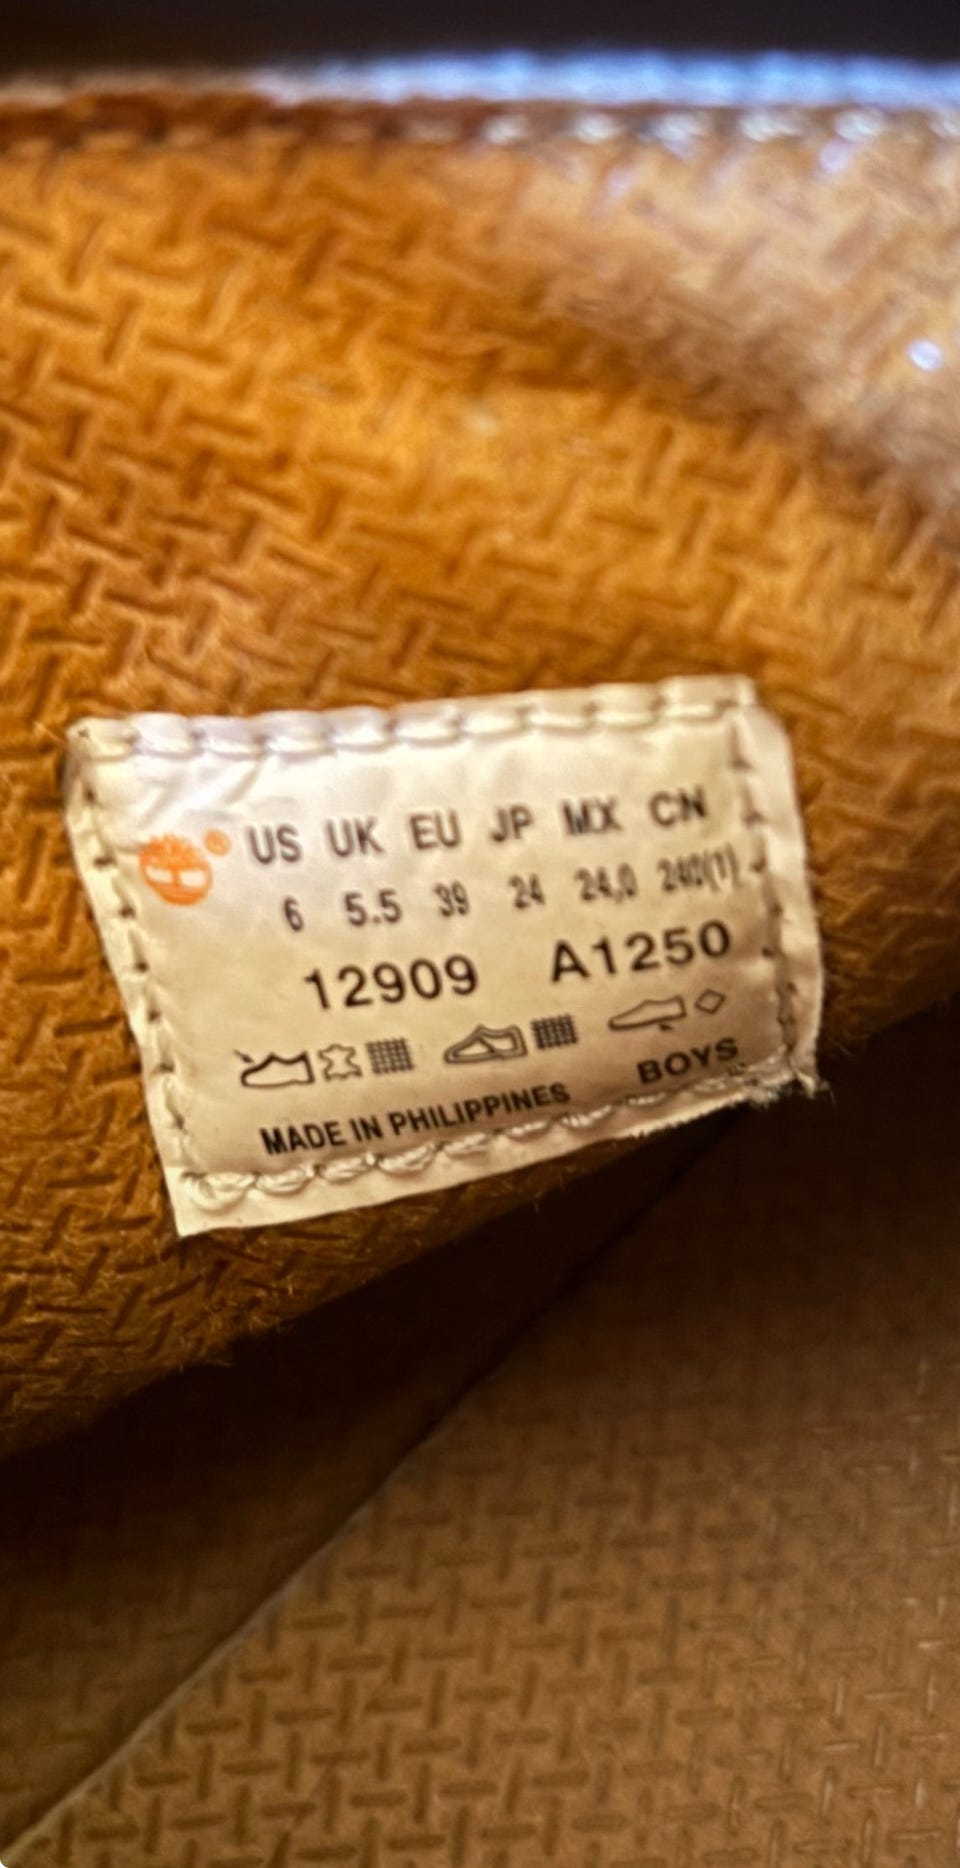 ® US UK EU JP MX CN
6 5.5 39 24 24,0 240(1)
12909 A1250
BOYS
MADE IN PHILIPPINES